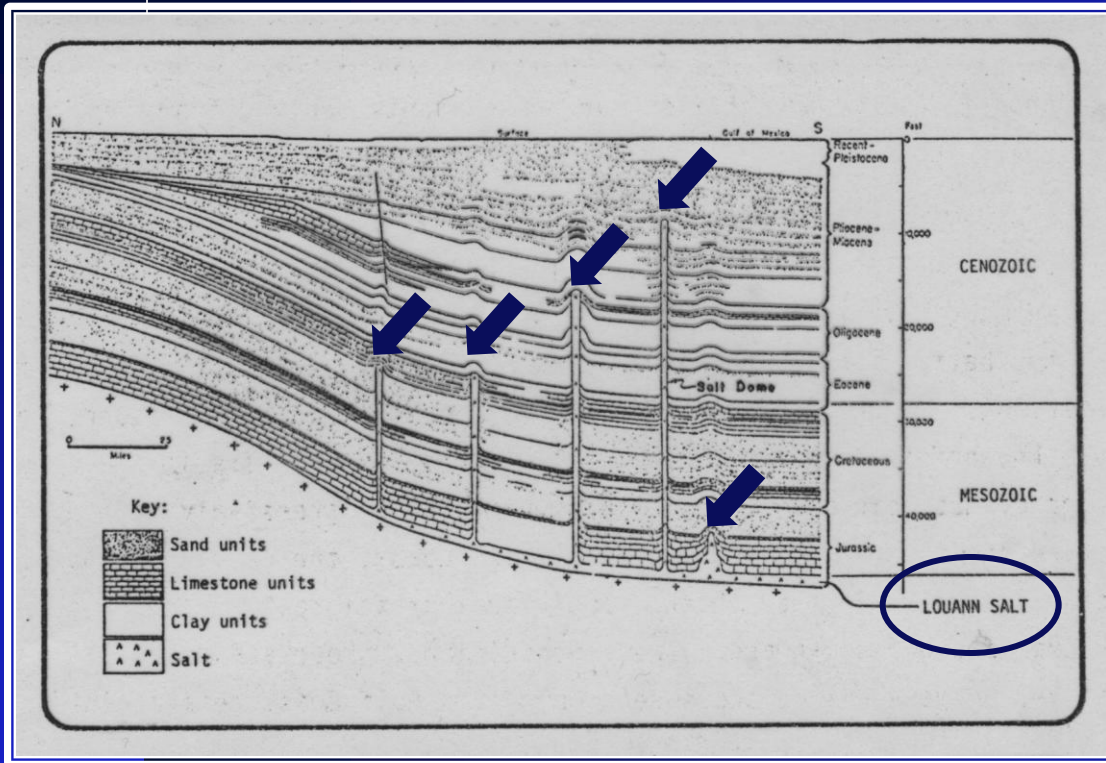 N
Surface
Gulf of Mexico
S
Feet
0
Recent-
Pleistocene
Pliocene-
Miocene
10,000
CENOZOIC
Oligocene
20,000
Salt Dome
Eocene
30,000
Cretaceous
MESOZOIC
40,000
Jurassic
LOUANN SALT
0 25
Miles
Key:
Sand units
Limestone units
Clay units
Salt